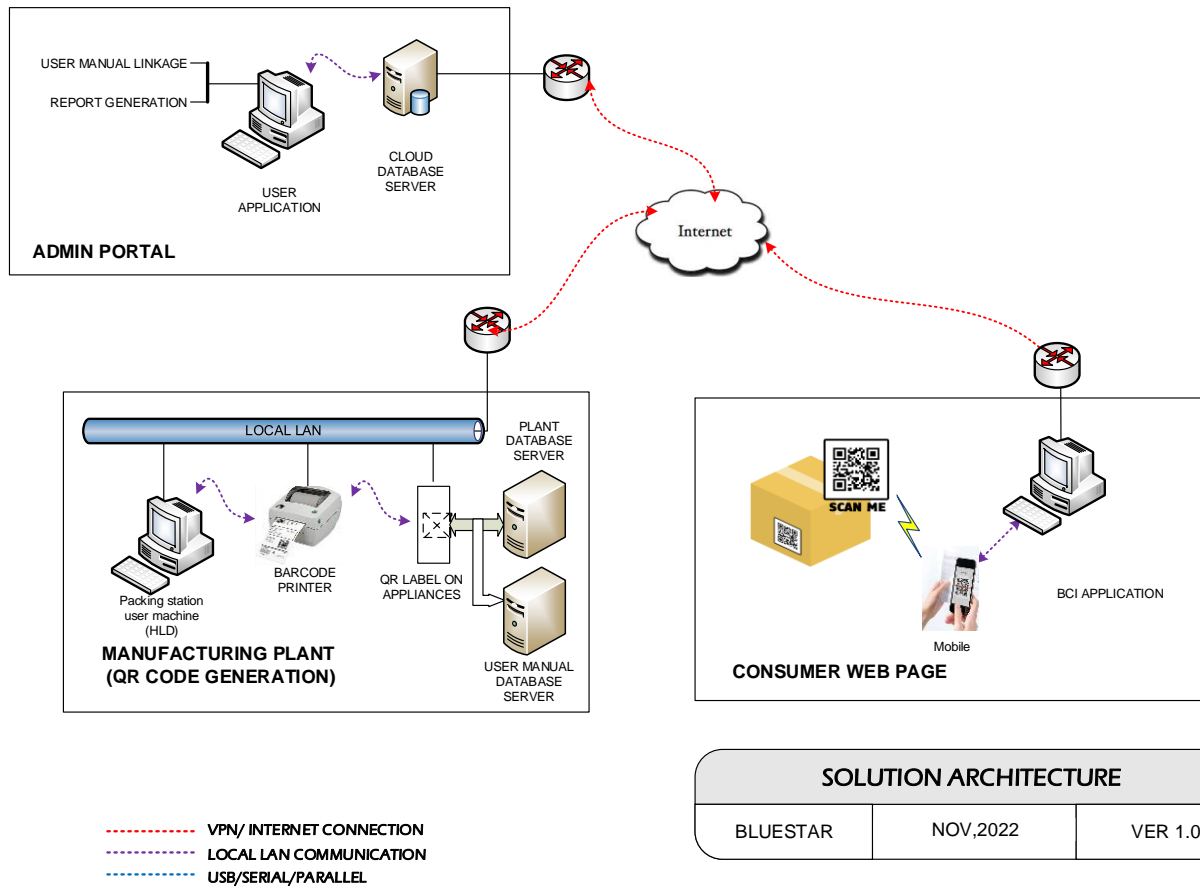 USER MANUAL LINKAGE
REPORT GENERATION
USER
APPLICATION
CLOUD
DATABASE
SERVER
ADMIN PORTAL
Internet
LOCAL LAN
PLANT
DATABASE
SERVER
Packing station
user machine
(HLD)
BARCODE
PRINTER
QR LABEL ON
APPLIANCES
USER MANUAL
DATABASE
SERVER
MANUFACTURING PLANT
(QR CODE GENERATION)
SCAN ME
Mobile
BCI APPLICATION
CONSUMER WEB PAGE
SOLUTION ARCHITECTURE
BLUESTAR
NOV,2022
VER 1.0
VPN/ INTERNET CONNECTION
LOCAL LAN COMMUNICATION
USB/SERIAL/PARALLEL